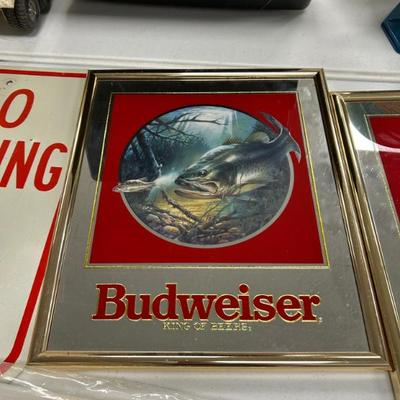 O
ING
Budweiser
KING OF BEERS